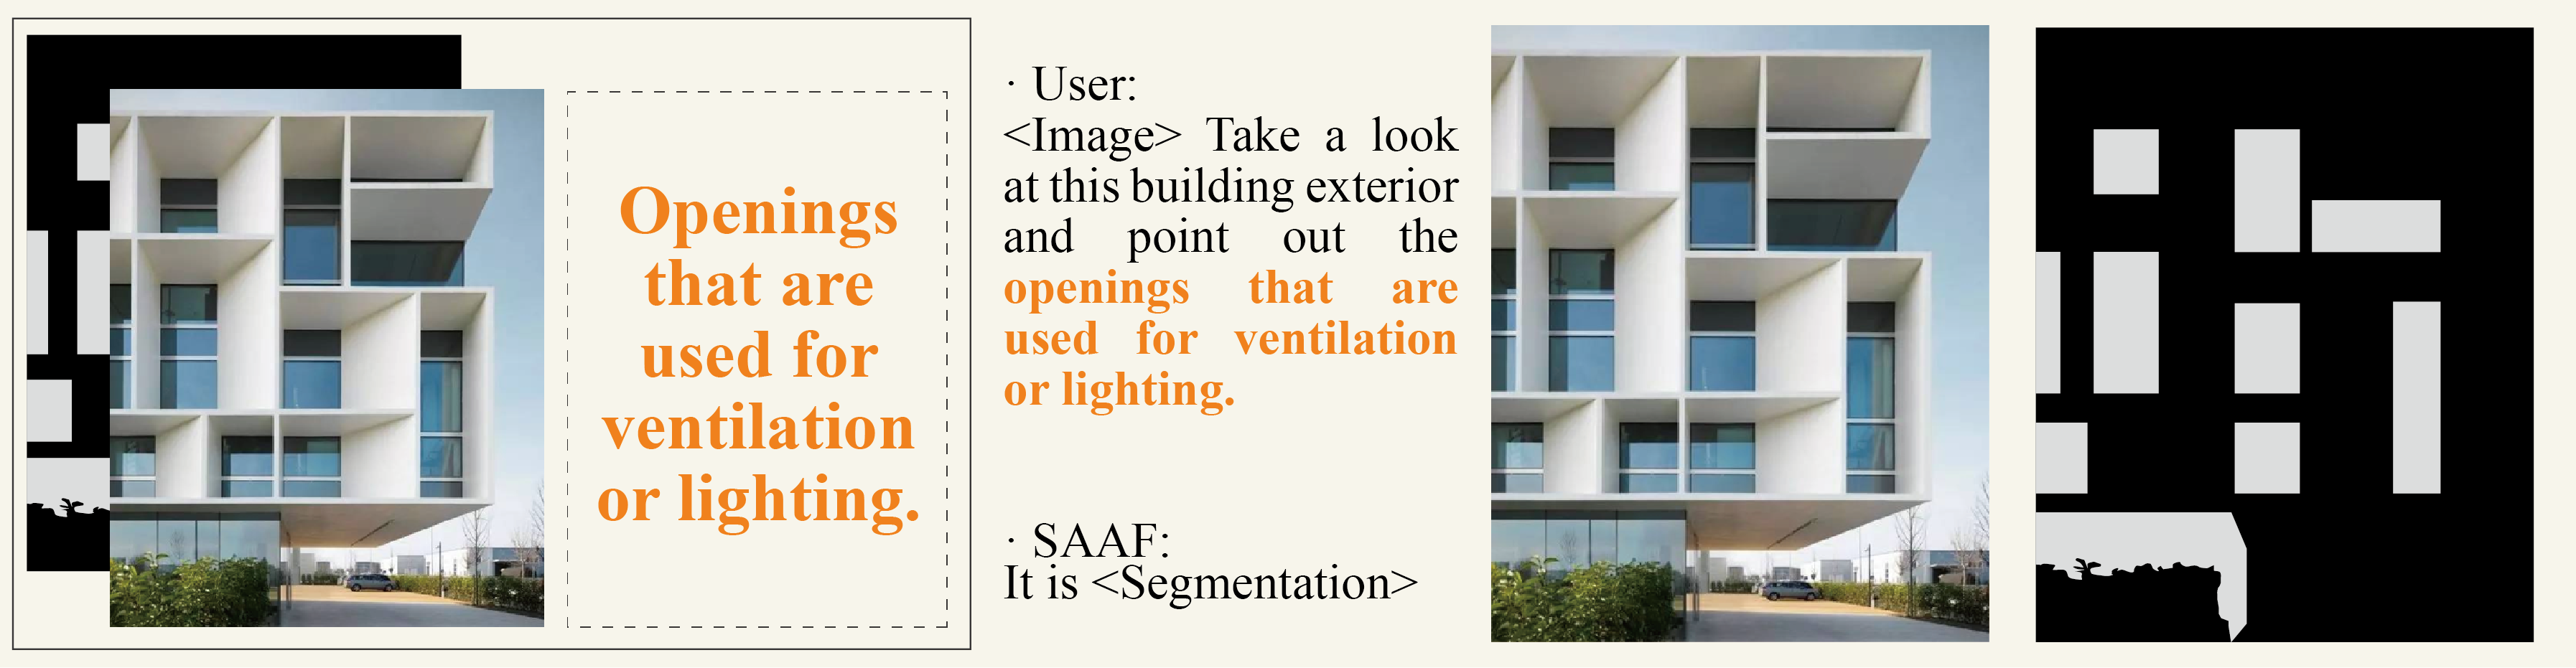 Openings
that are
used for
ventilation
or lighting.
· User:
<Image> Take a look
at this building exterior
and point out the
openings that are
used for ventilation
or lighting.
· SAAF:
It is <Segmentation>